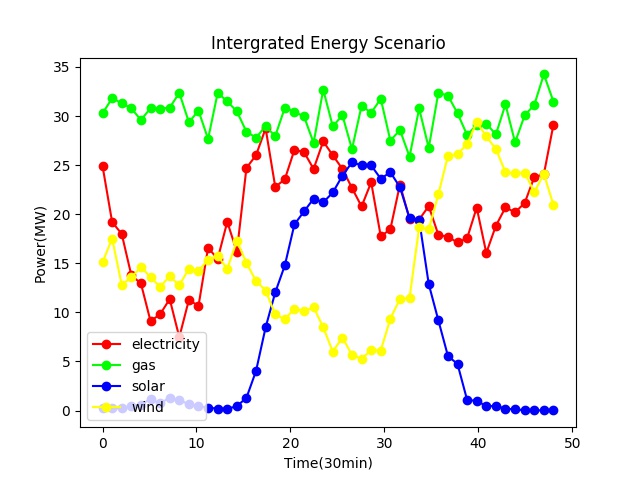 Intergrated Energy Scenario
Power(MW)
35
30
25
20
15
10
5
0
electricity
gas
solar
wind
0 10 20 30 40 50
Time(30min)